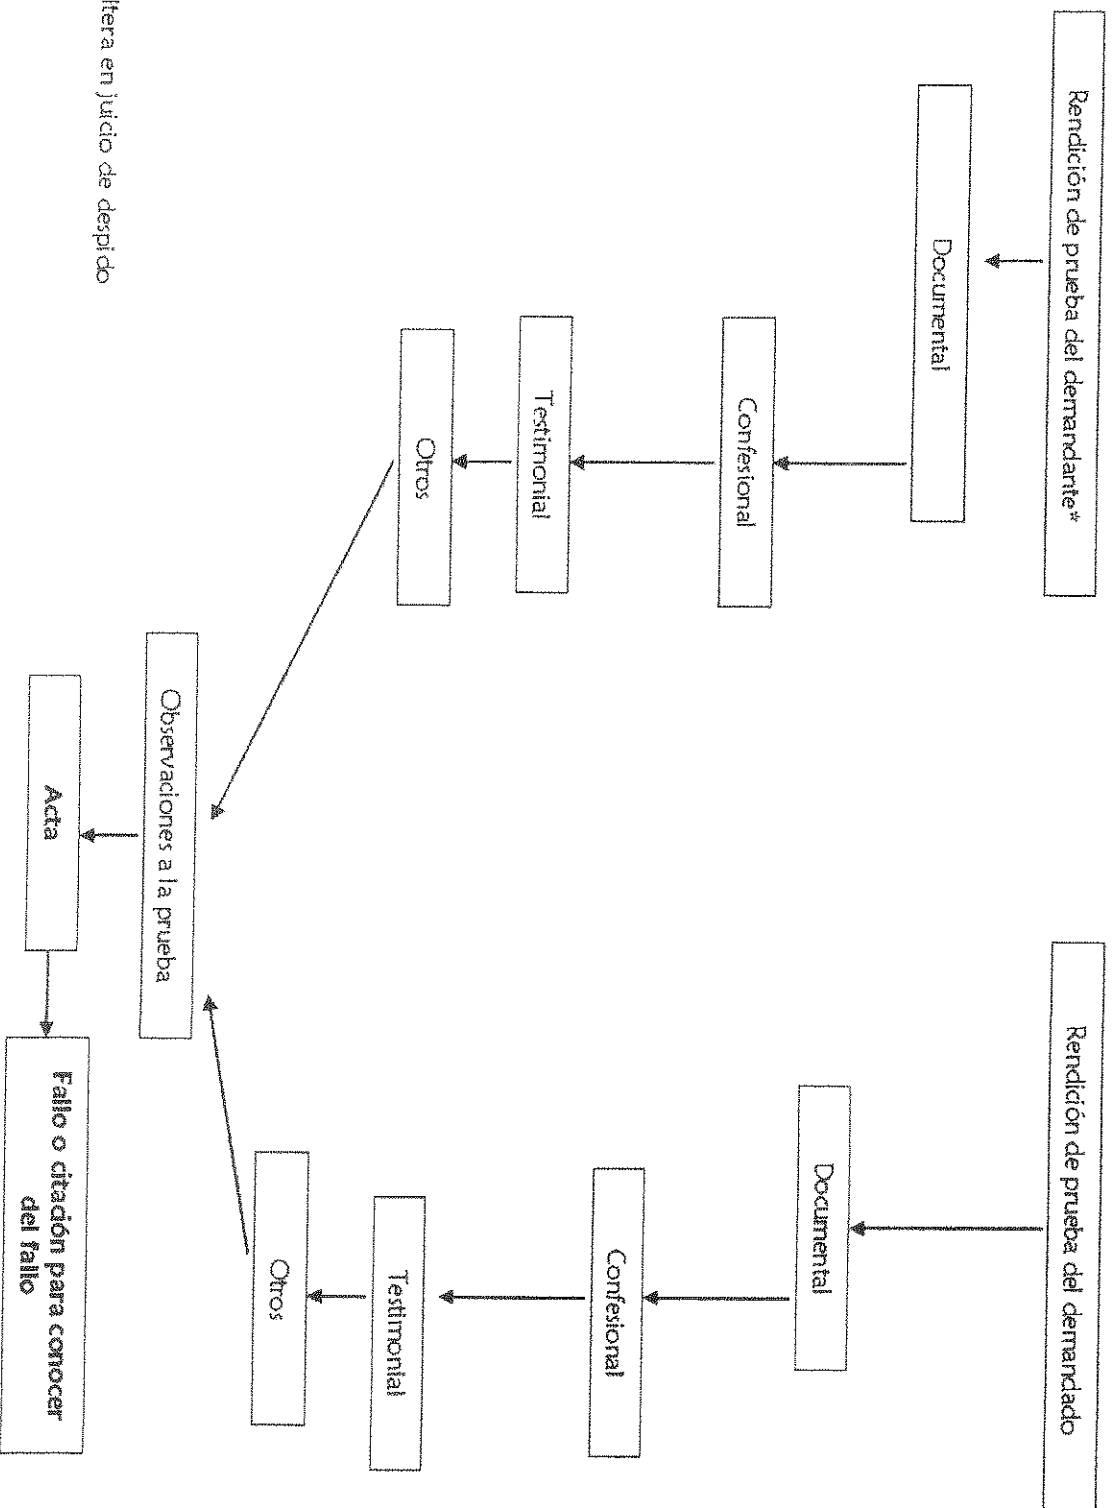 Rendición de prueba del demandante*
Rendición de prueba del demandado
Documental
Documental
Confesional
Confesional
Testimonial
Testimonial
Otros
Otros
Observaciones a la prueba
Acta
Fallo o citación para conocer
del fallo
en juicio de despido